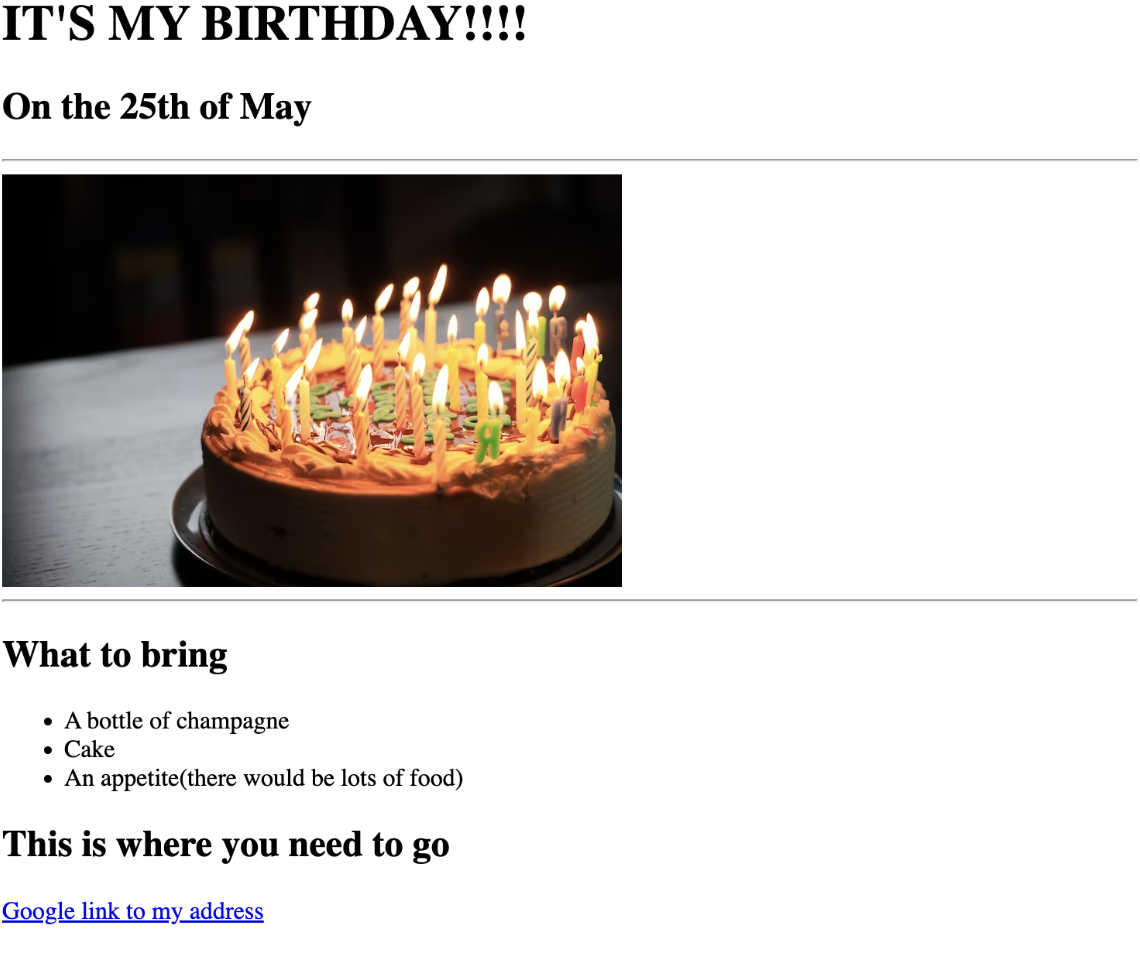 IT'S MY BIRTHDAY!!!!
On the 25th of May
What to bring
A bottle of champagne
Cake
An appetite(there would be lots of food)
This is where you need to go
Google link to my address